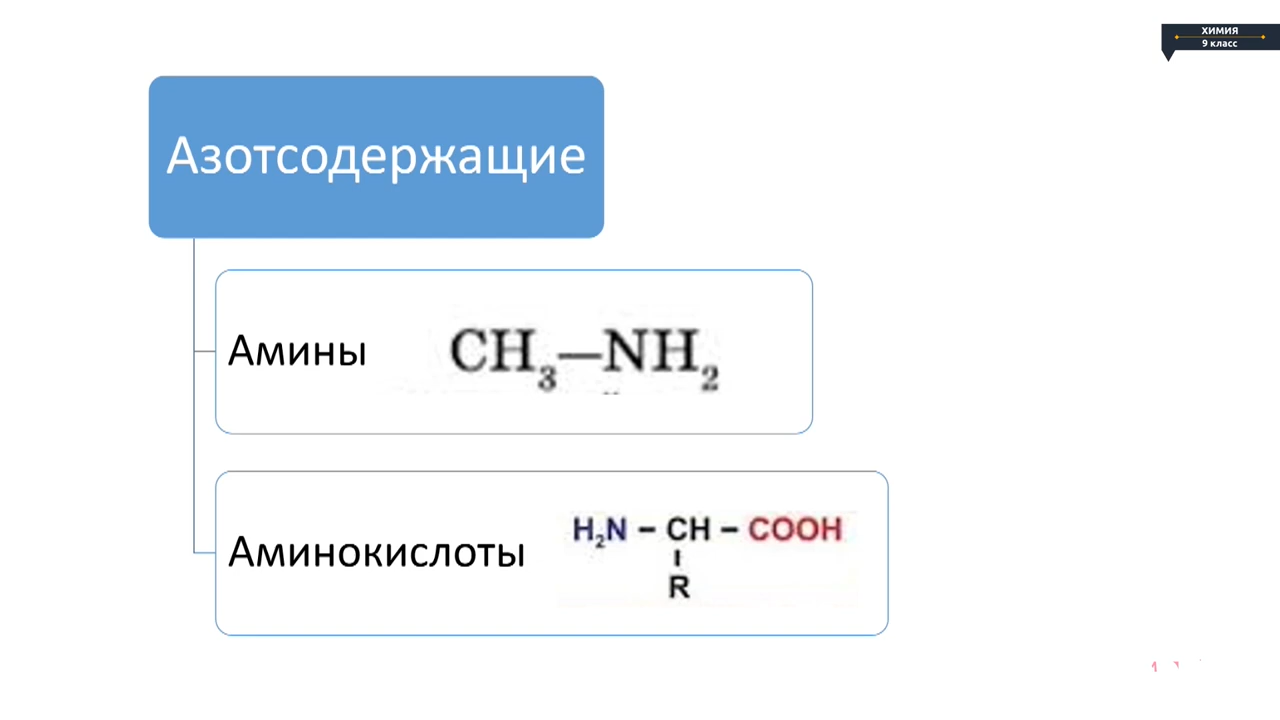 ХИМИЯ
9 класс
Азотсодержащие
Амины CH₃—NH₂
Аминокислоты H₂N – CH – COOH
R